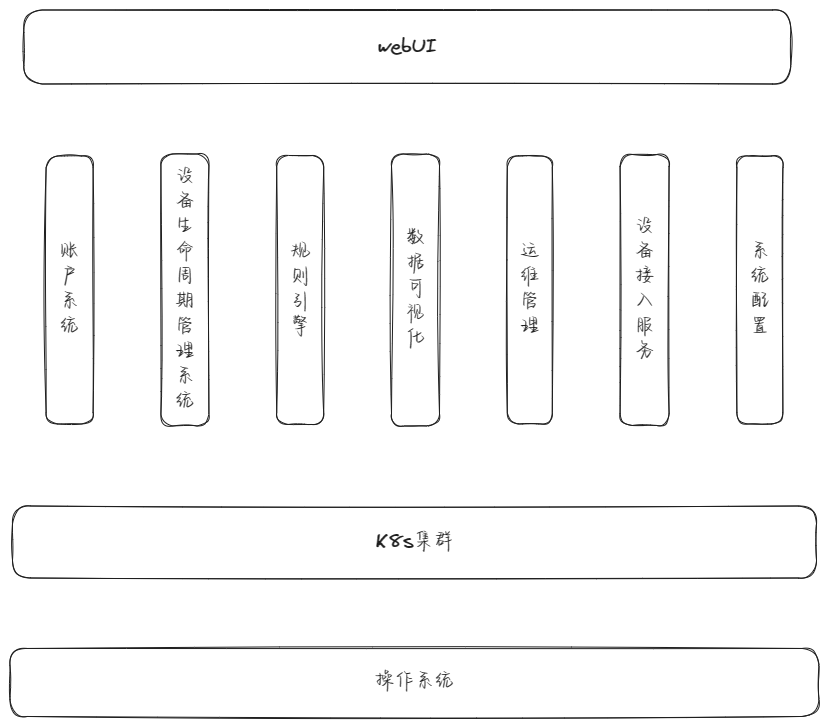 webUI
账户系统
设备生命周期管理系统
规则引擎
数据可视化
运维管理
设备接入服务
系统配置
K8s集群
操作系统